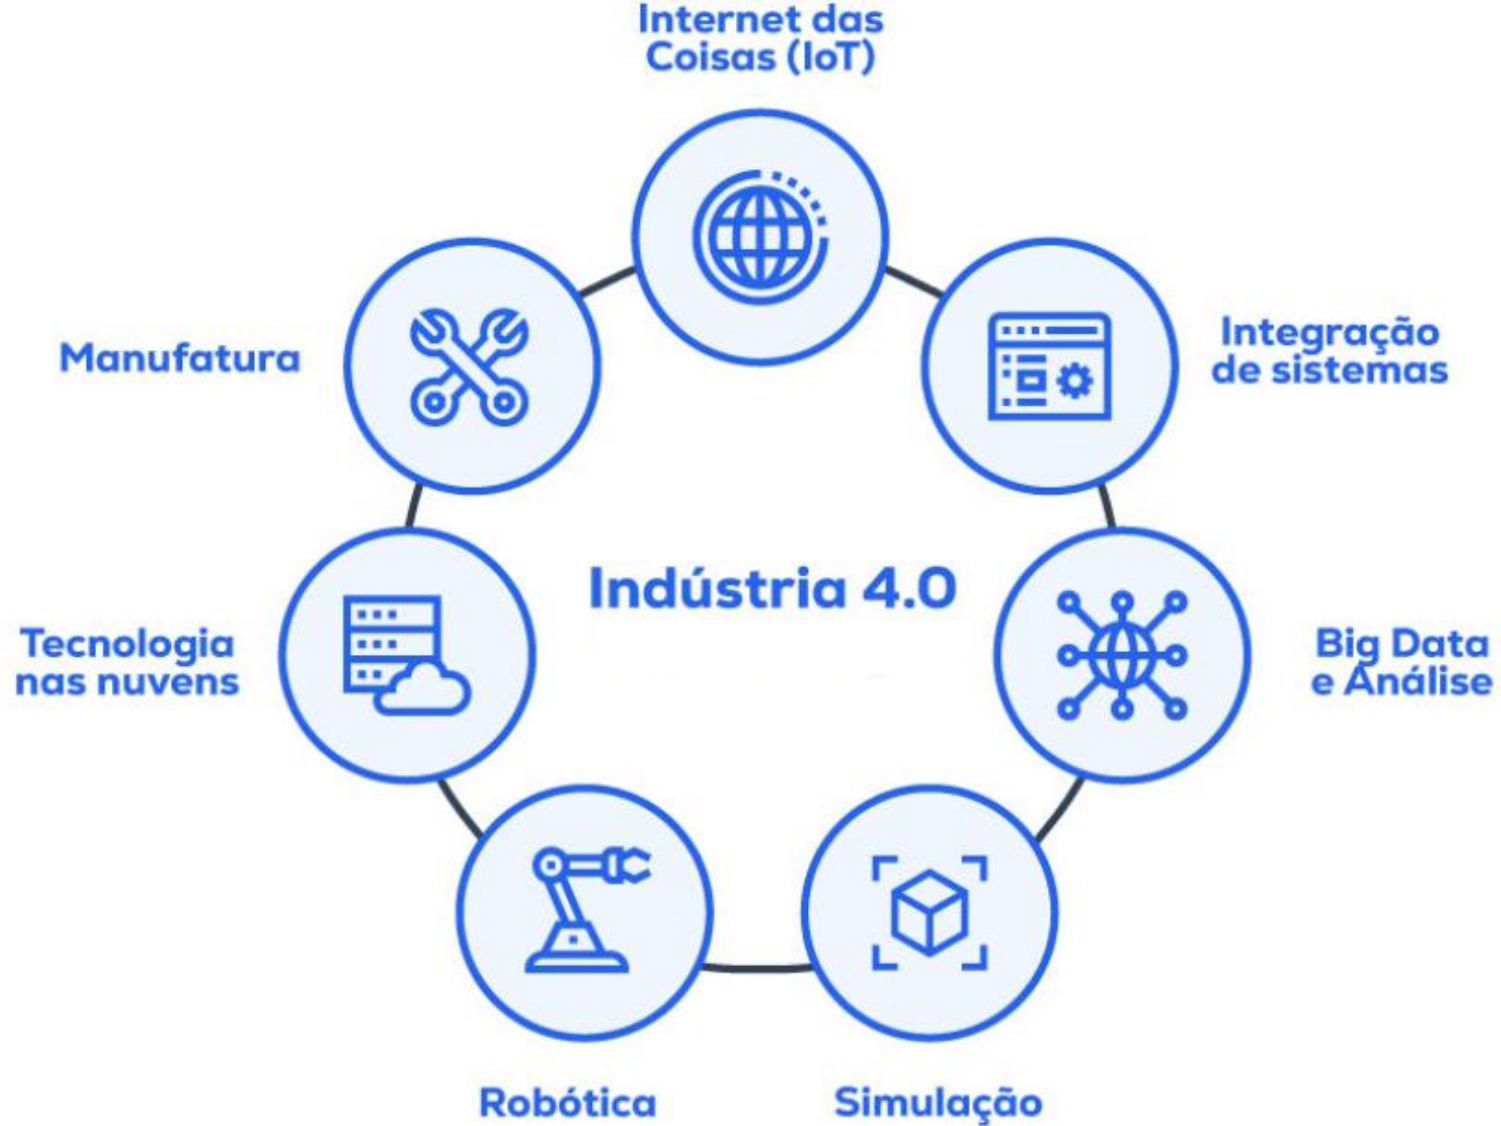 Internet das
Coisas (IoT)
Manufatura
Integração
de sistemas
Indústria 4.0
Tecnologia
nas nuvens
Big Data
e Análise
Robótica
Simulação